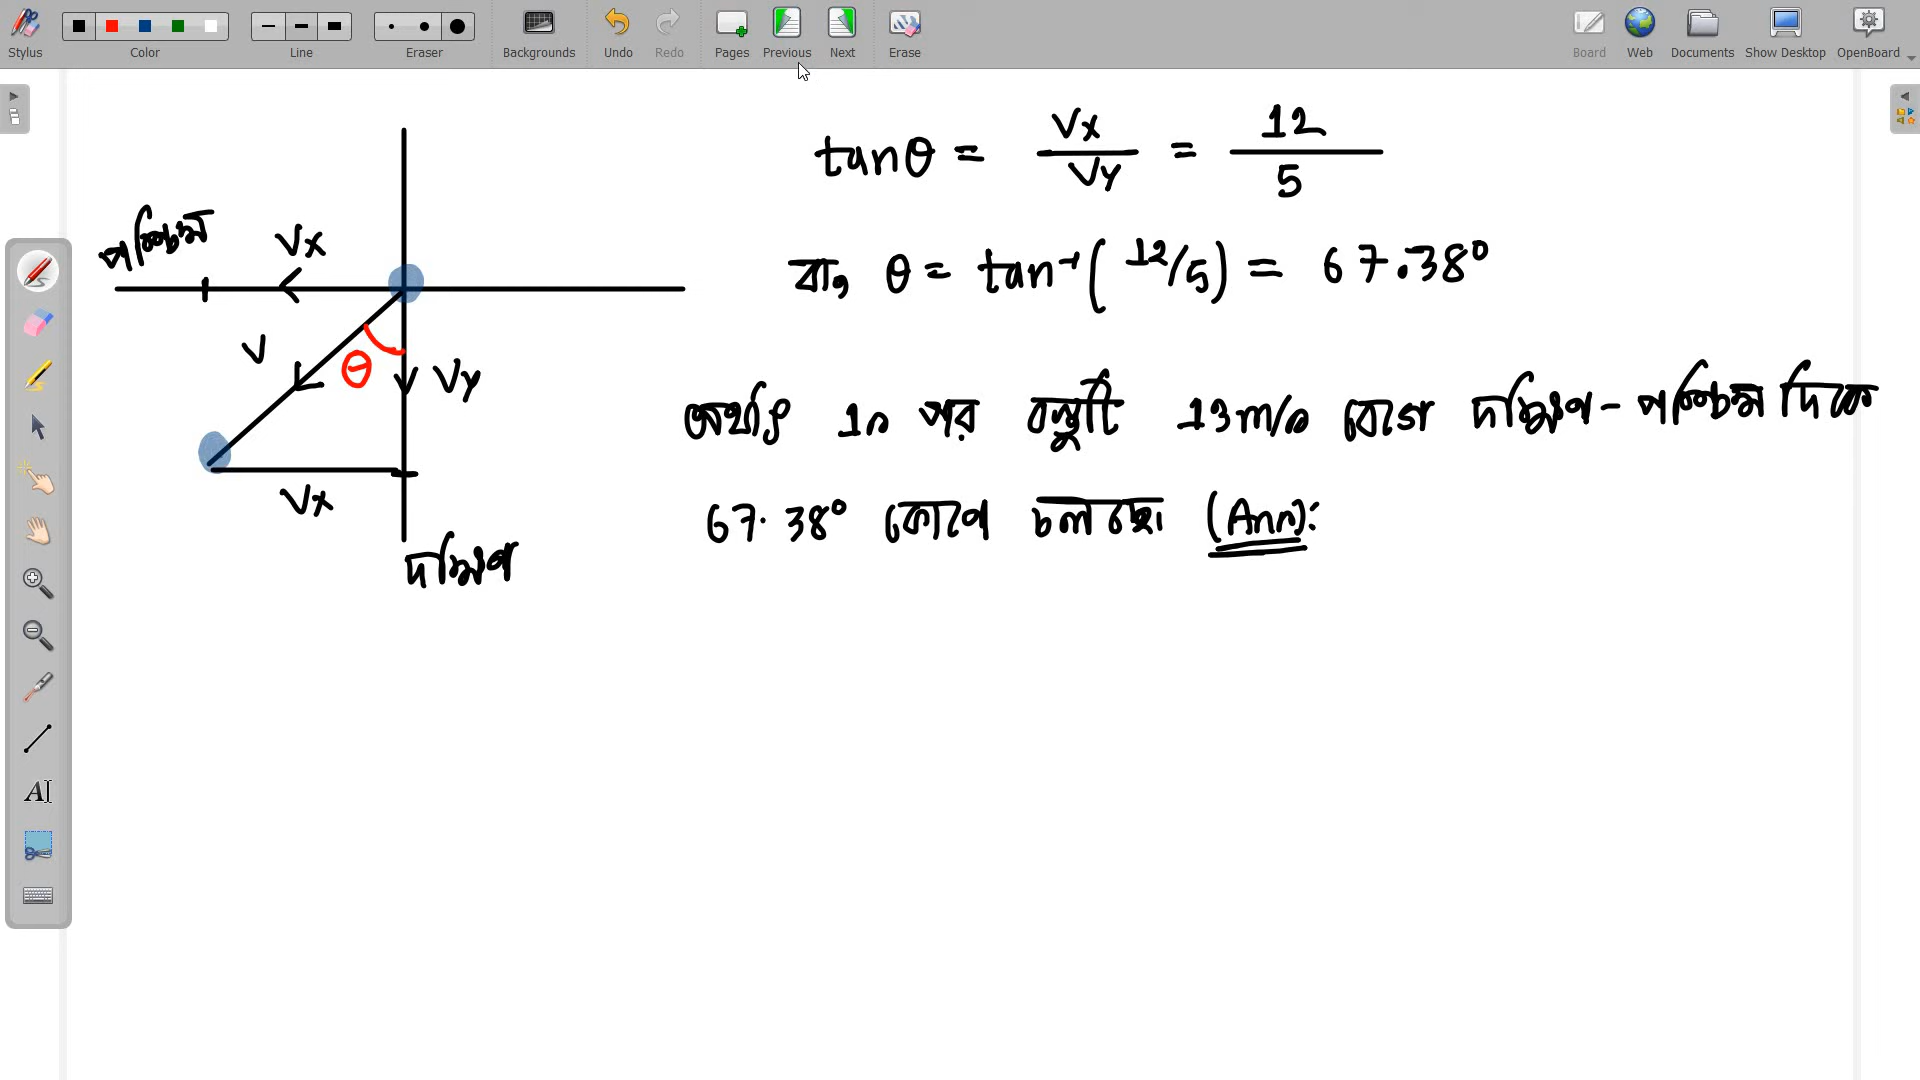 Stylus Color Line Eraser Backgrounds Undo Redo Pages Previous Next Erase Board Web Documents Show Desktop OpenBoard
tanθ = Vx/Vy = 12/5
বা, θ = tan⁻¹(12/5) = 67.38°
পশ্চিম Vx
V θ Vy
Vx
দক্ষিণ
অর্থাৎ 1s পর বস্তুটি 13m/s বেগে দক্ষিণ-পশ্চিম দিকে
67.38° কোণে চলছে (Ans):
AI